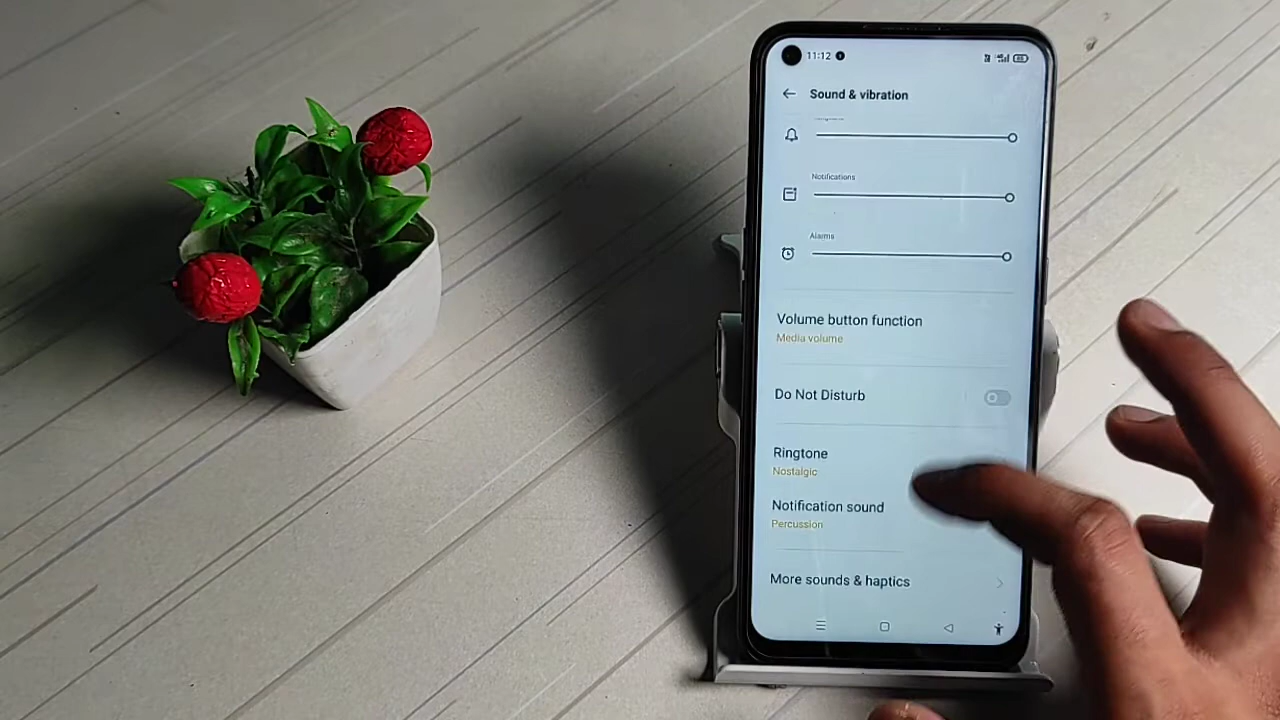 11:12
Sound & vibration
Notifications
Alarms
Volume button function
Media volume
Do Not Disturb
Ringtone
Nostalgic
Notification sound
Percussion
More sounds & haptics